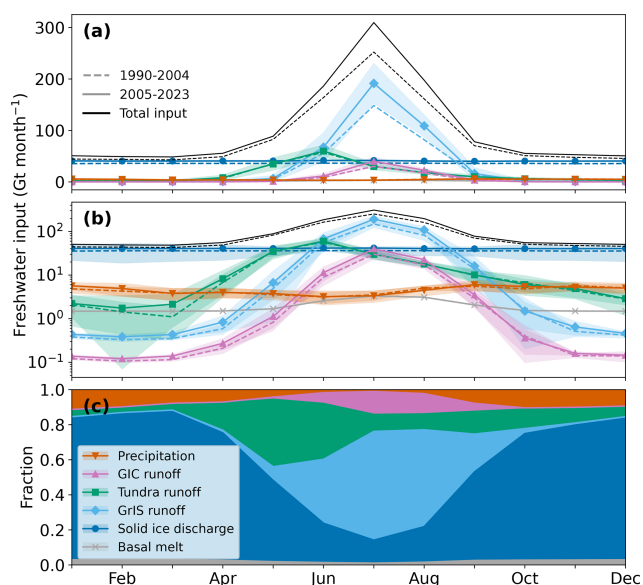 (a)
300
200
100
0
1990-2004
2005-2023
Total input
Freshwater input (Gt month⁻¹)
(b)
10²
10¹
10⁰
10⁻¹
(c)
1.0
0.8
0.6
0.4
0.2
0.0
Fraction
Precipitation
GIC runoff
Tundra runoff
GrIS runoff
Solid ice discharge
Basal melt
Feb Apr Jun Aug Oct Dec